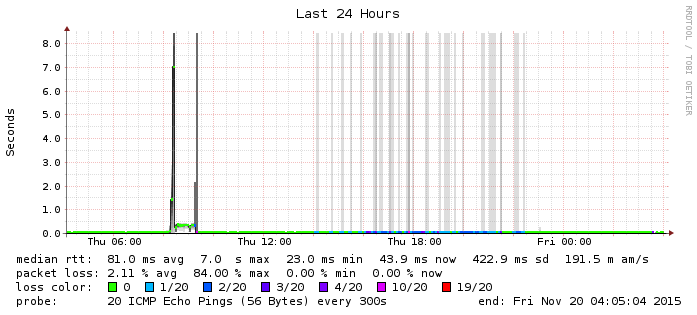 Last 24 Hours
RRDTOOL / TOBI OETIKER
Seconds
8.0
7.0
6.0
5.0
4.0
3.0
2.0
1.0
0.0
Thu 06:00 Thu 12:00 Thu 18:00 Fri 00:00
median rtt: 81.0 ms avg 7.0 s max 23.0 m min 43.9 ms now 422.9 ms sd 191.5 m am/s
packet loss: 2.11 % avg 84.00 % max 0.00 % min 0.00 % now
loss color: 0 1/20 2/20 3/20 4/20 10/20 19/20
probe: 20 ICMP Echo Pings (56 Bytes) every 300s end: Fri Nov 20 04:05:04 2015